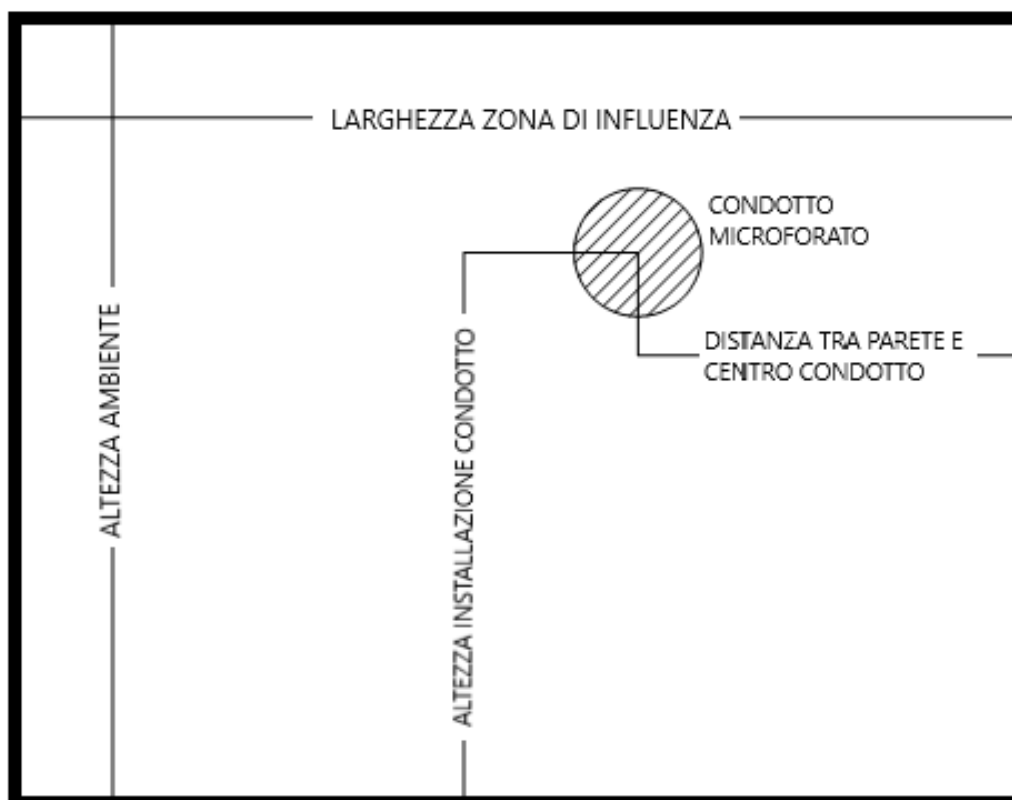 LARGHEZZA ZONA DI INFLUENZA
CONDOTTO
MICROFORATO
DISTANZA TRA PARETE E
CENTRO CONDOTTO
ALTEZZA AMBIENTE
ALTEZZA INSTALLAZIONE CONDOTTO